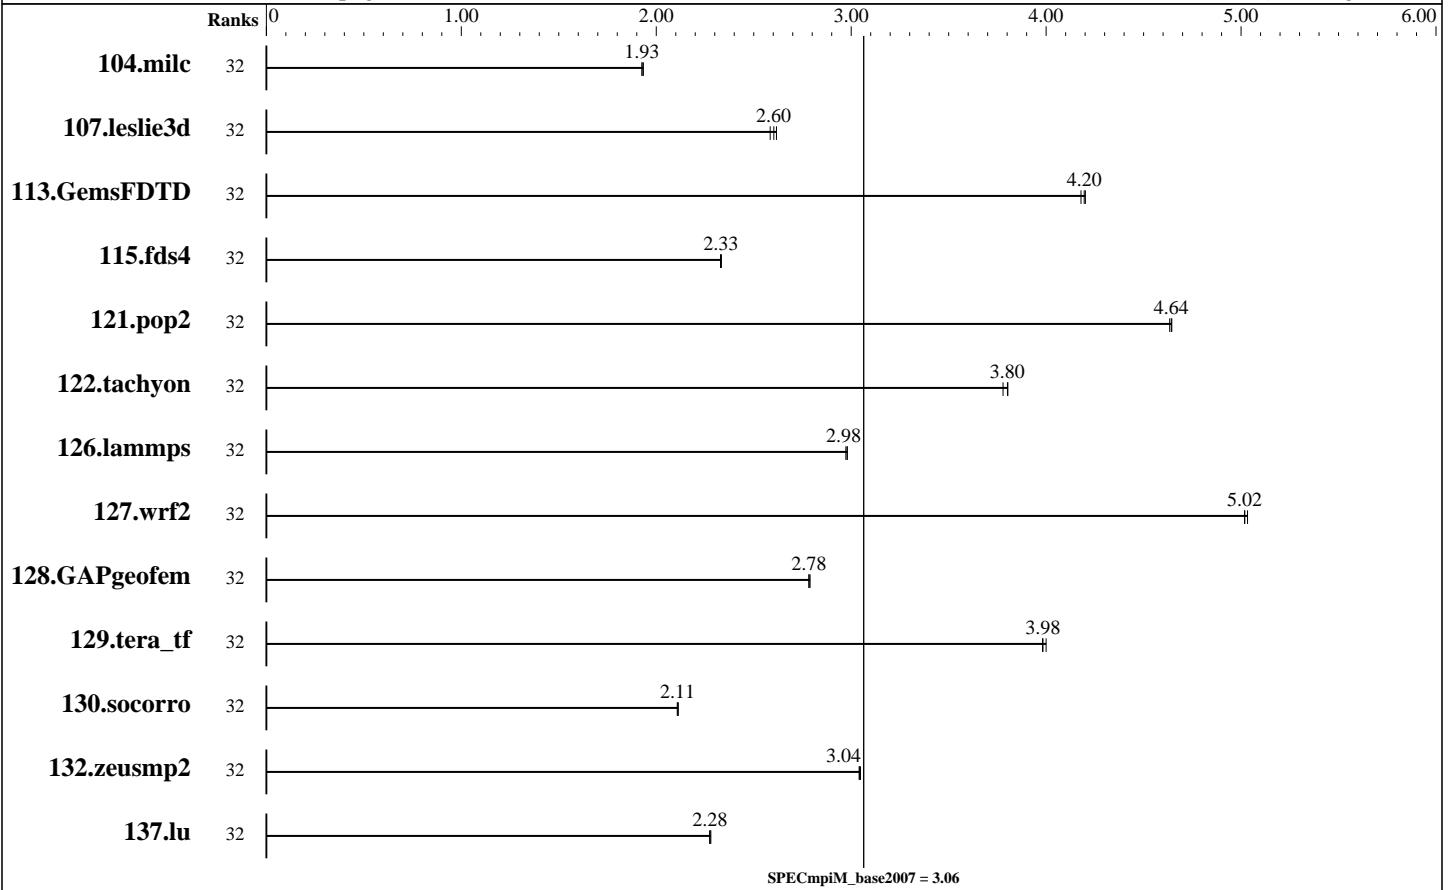 Ranks 0 1.00 2.00 3.00 4.00 5.00 6.00
1.93
104.milc 32
2.60
107.leslie3d 32
4.20
113.GemsFDTD 32
2.33
115.fds4 32
4.64
121.pop2 32
3.80
122.tachyon 32
2.98
126.lammps 32
5.02
127.wrf2 32
2.78
128.GAPgeofem 32
3.98
129.tera_tf 32
2.11
130.socorro 32
3.04
132.zeusmp2 32
2.28
137.lu 32
SPECmpiM_base2007 = 3.06